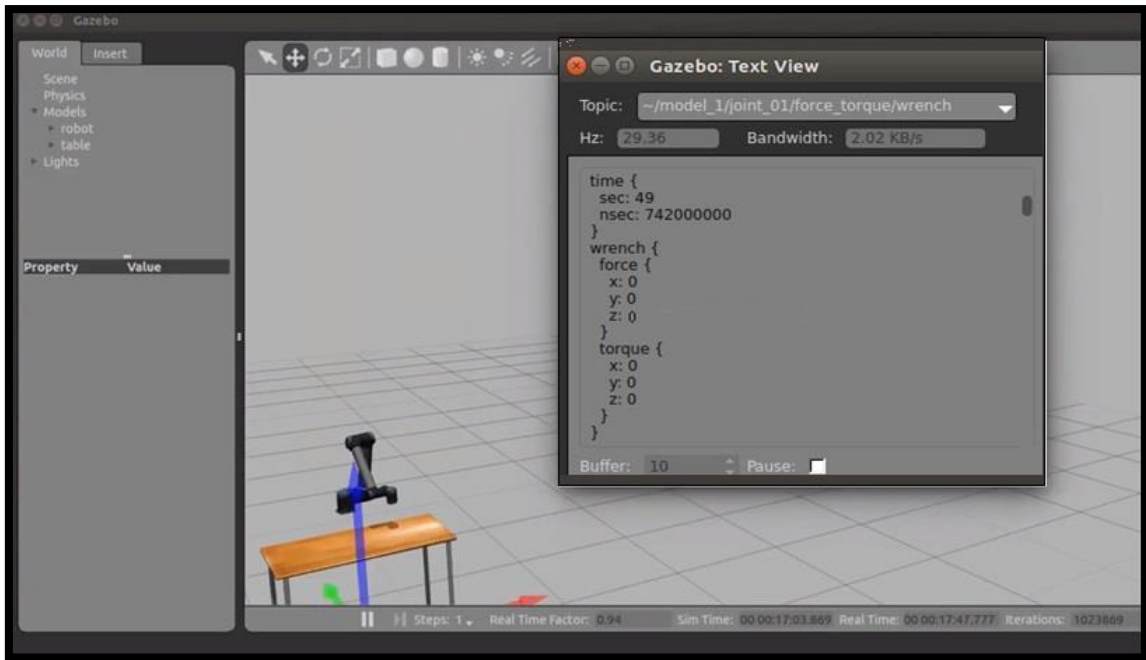 Gazebo
World Insert
Scene
Physics
Models
robot
table
Lights
Property Value
Gazebo: Text View
Topic: ~/model_1/joint_01/force_torque/wrench
Hz: 29.36 Bandwidth: 2.02 KB/s
time {
sec: 49
nsec: 742000000
}
wrench {
force {
x: 0
y: 0
z: 0
}
torque {
x: 0
y: 0
z: 0
}
}
Buffer: 10 Pause:
Steps: 1 Real Time Factor: 0.94 Sim Time: 00 00:17:03.869 Real Time: 00 00:17:47.777 Iterations: 1023869